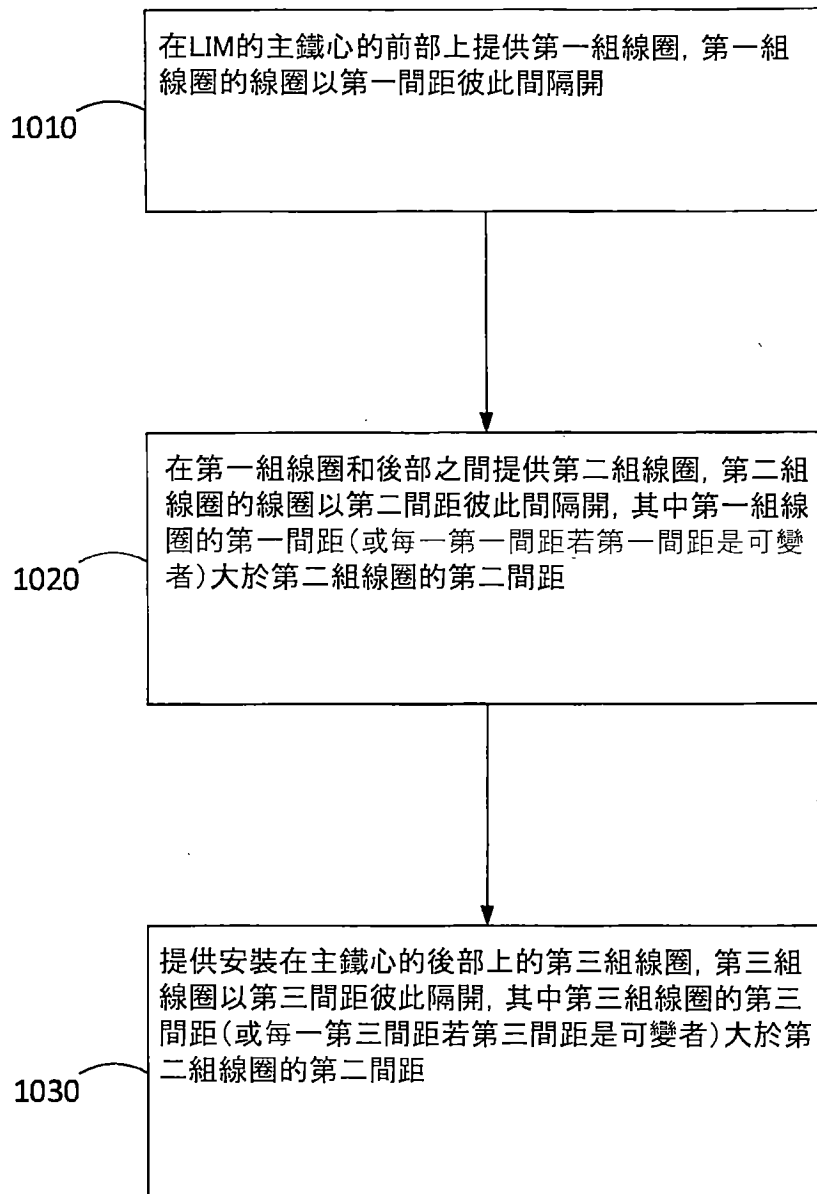 在LIM的主鐵心的前部上提供第一組線圈, 第一組
線圈的線圈以第一間距彼此間隔開
1010
在第一組線圈和後部之間提供第二組線圈, 第二組
線圈的線圈以第二間距彼此間隔開, 其中第一組線
圈的第一間距(或每一第一間距若第一間距是可變
者)大於第二組線圈的第二間距
1020
提供安裝在主鐵心的後部上的第三組線圈, 第三組
線圈以第三間距彼此隔開, 其中第三組線圈的第三
間距(或每一第三間距若第三間距是可變者)大於第
二組線圈的第二間距
1030